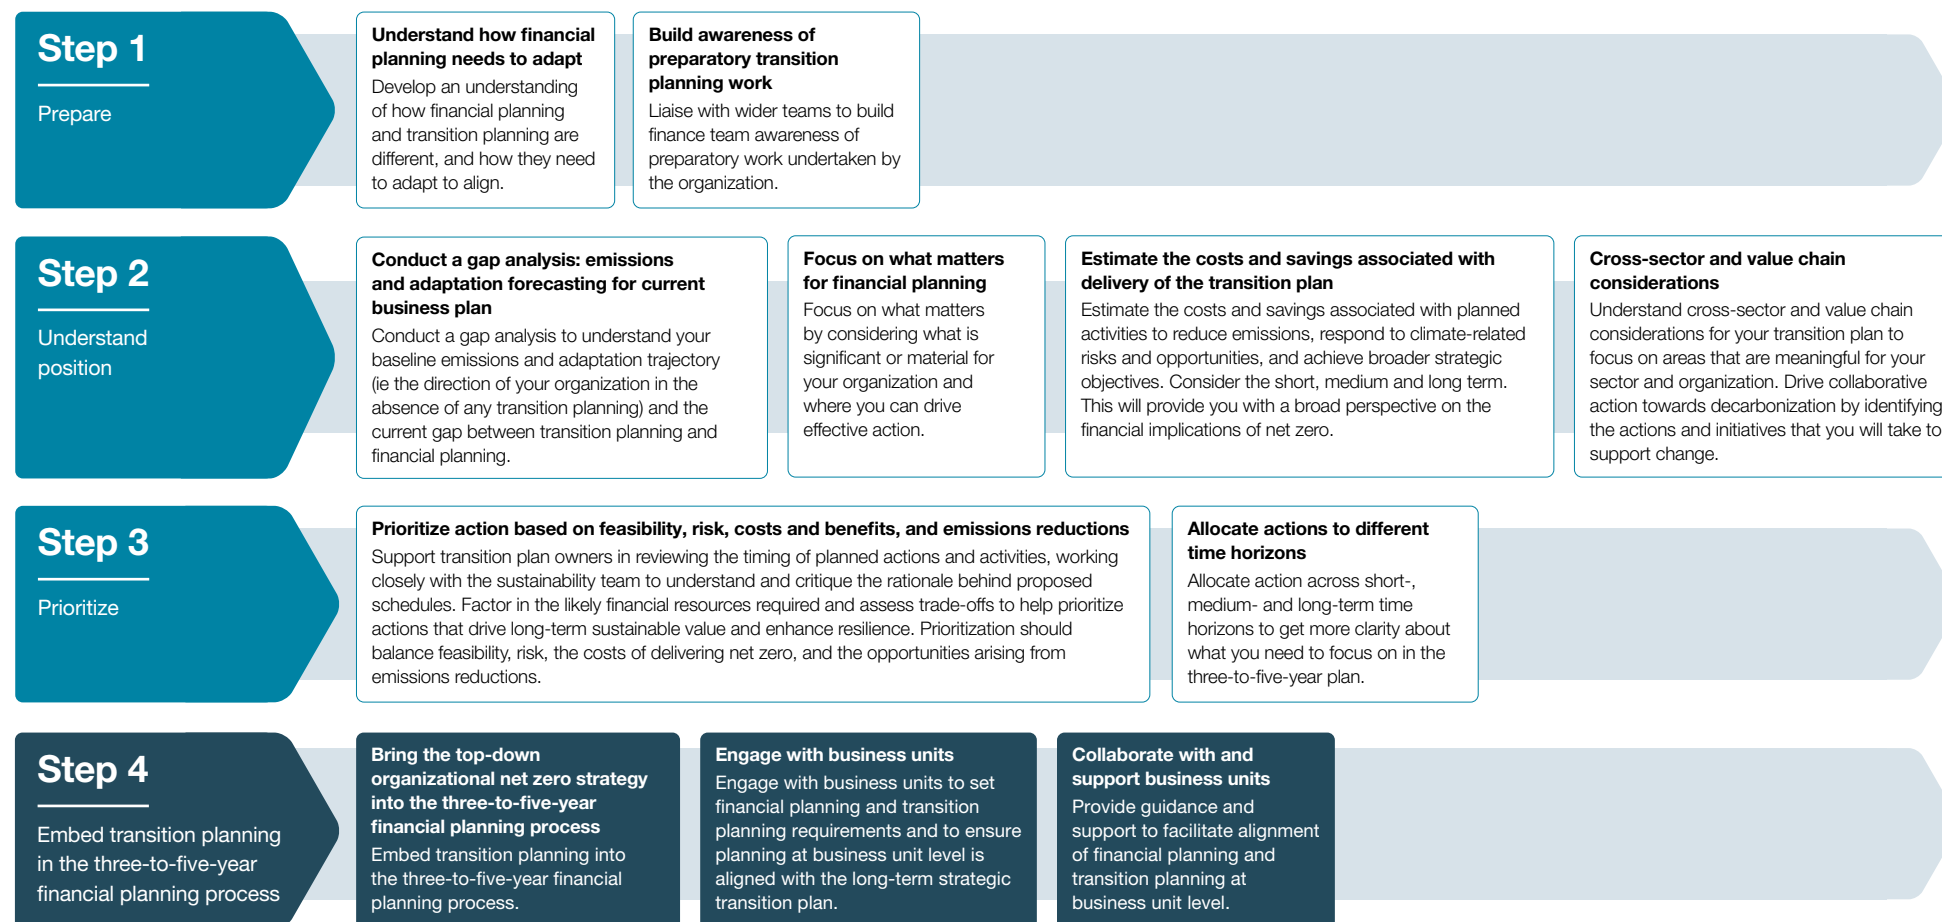 Step 1
Prepare
Understand how financial
planning needs to adapt
Develop an understanding
of how financial planning
and transition planning are
different, and how they need
to adapt to align.
Build awareness of
preparatory transition
planning work
Liaise with wider teams to build
finance team awareness of
preparatory work undertaken by
the organization.
Step 2
Understand
position
Conduct a gap analysis: emissions
and adaptation forecasting for current
business plan
Conduct a gap analysis to understand your
baseline emissions and adaptation trajectory
(ie the direction of your organization in the
absence of any transition planning) and the
current gap between transition planning and
financial planning.
Focus on what matters
for financial planning
Focus on what matters
by considering what is
significant or material for
your organization and
where you can drive
effective action.
Estimate the costs and savings associated with
delivery of the transition plan
Estimate the costs and savings associated with planned
activities to reduce emissions, respond to climate-related
risks and opportunities, and achieve broader strategic
objectives. Consider the short, medium and long term.
This will provide you with a broad perspective on the
financial implications of net zero.
Cross-sector and value chain
considerations
Understand cross-sector and value chain
considerations for your transition plan to
focus on areas that are meaningful for your
sector and organization. Drive collaborative
action towards decarbonization by identifying
the actions and initiatives that you will take to
support change.
Step 3
Prioritize
Prioritize action based on feasibility, risk, costs and benefits, and emissions reductions
Support transition plan owners in reviewing the timing of planned actions and activities, working
closely with the sustainability team to understand and critique the rationale behind proposed
schedules. Factor in the likely financial resources required and assess trade-offs to help prioritize
actions that drive long-term sustainable value and enhance resilience. Prioritization should
balance feasibility, risk, the costs of delivering net zero, and the opportunities arising from
emissions reductions.
Allocate actions to different
time horizons
Allocate action across short-,
medium- and long-term time
horizons to get more clarity about
what you need to focus on in the
three-to-five-year plan.
Step 4
Embed transition planning
in the three-to-five-year
financial planning process
Bring the top-down
organizational net zero strategy
into the three-to-five-year
financial planning process
Embed transition planning into
the three-to-five-year financial
planning process.
Engage with business units
Engage with business units to set
financial planning and transition
planning requirements and to ensure
planning at business unit level is
aligned with the long-term strategic
transition plan.
Collaborate with and
support business units
Provide guidance and
support to facilitate alignment
of financial planning and
transition planning at
business unit level.